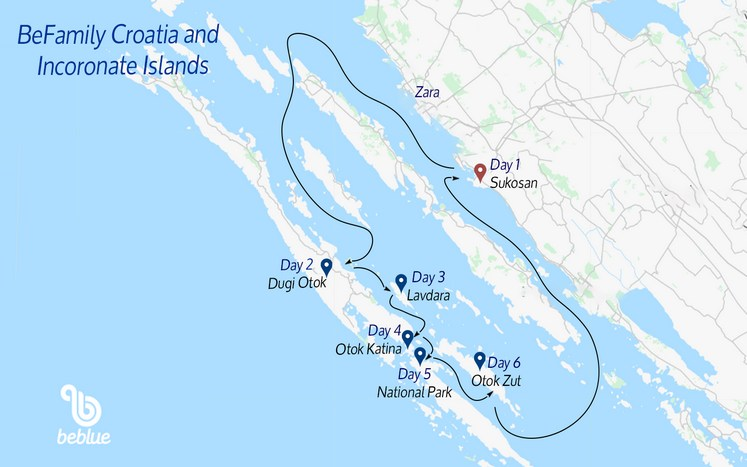 BeFamily Croatia and
Incoronate Islands
Zara
Day 1
Sukosan
Day 2
Dugi Otok
Day 3
Lavdara
Day 4
Otok Katina
Day 5
National Park
Day 6
Otok Zut
beblue